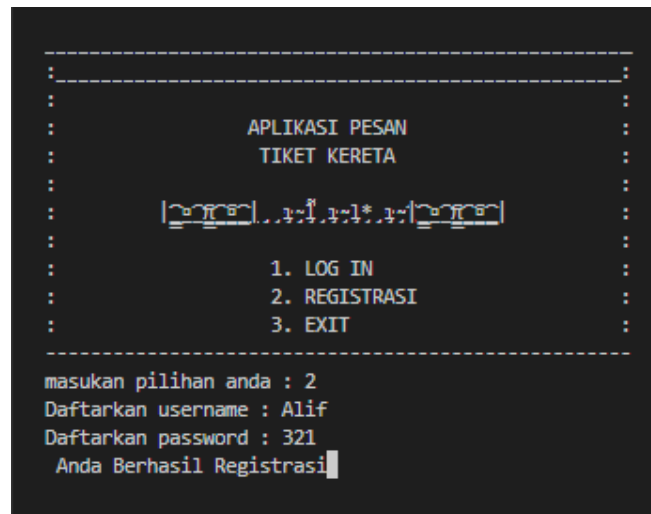 APLIKASI PESAN
TIKET KERETA
1. LOG IN
2. REGISTRASI
3. EXIT
masukan pilihan anda : 2
Daftarkan username : Alif
Daftarkan password : 321
Anda Berhasil Registrasi